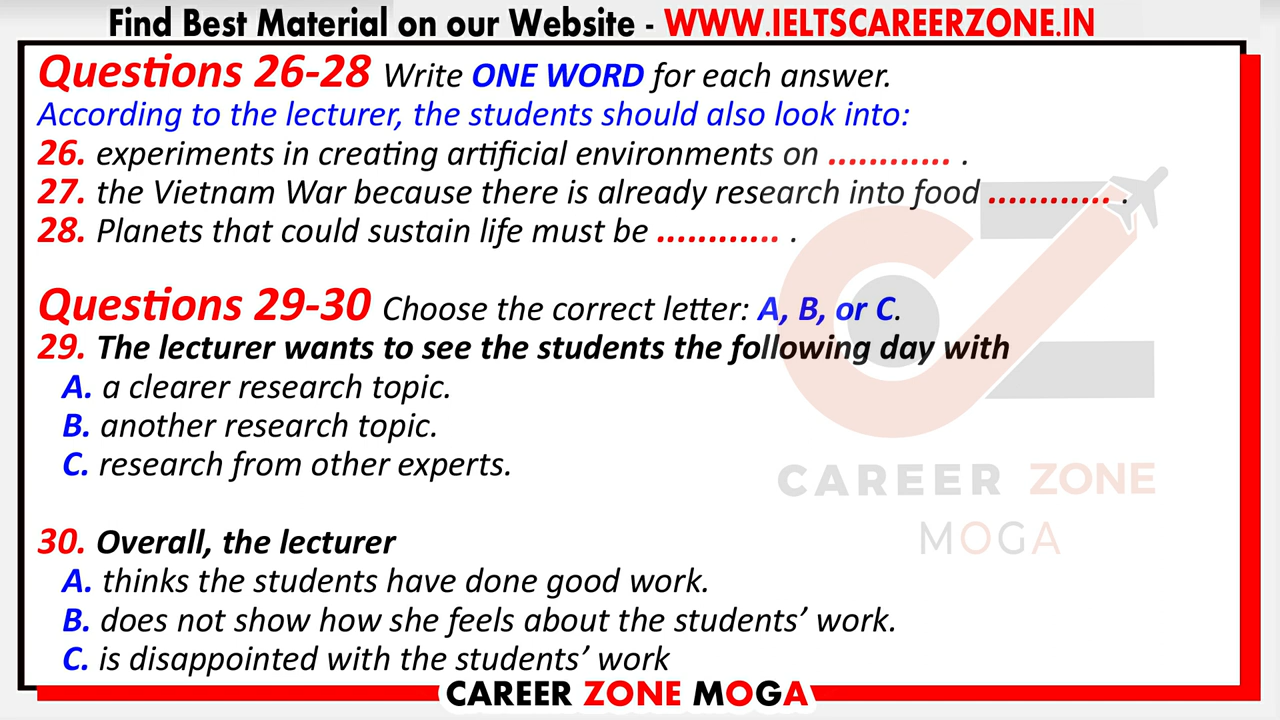 Find Best Material on our Website - WWW.IELTSCAREERZONE.IN
Questions 26-28 Write ONE WORD for each answer.
According to the lecturer, the students should also look into:
26. experiments in creating artificial environments on ............ .
27. the Vietnam War because there is already research into food ............ .
28. Planets that could sustain life must be ............ .
Questions 29-30 Choose the correct letter: A, B, or C.
29. The lecturer wants to see the students the following day with
A. a clearer research topic.
B. another research topic.
C. research from other experts.
CAREER ZONE
MOGA
30. Overall, the lecturer
A. thinks the students have done good work.
B. does not show how she feels about the students’ work.
C. is disappointed with the students’ work
CAREER ZONE MOGA